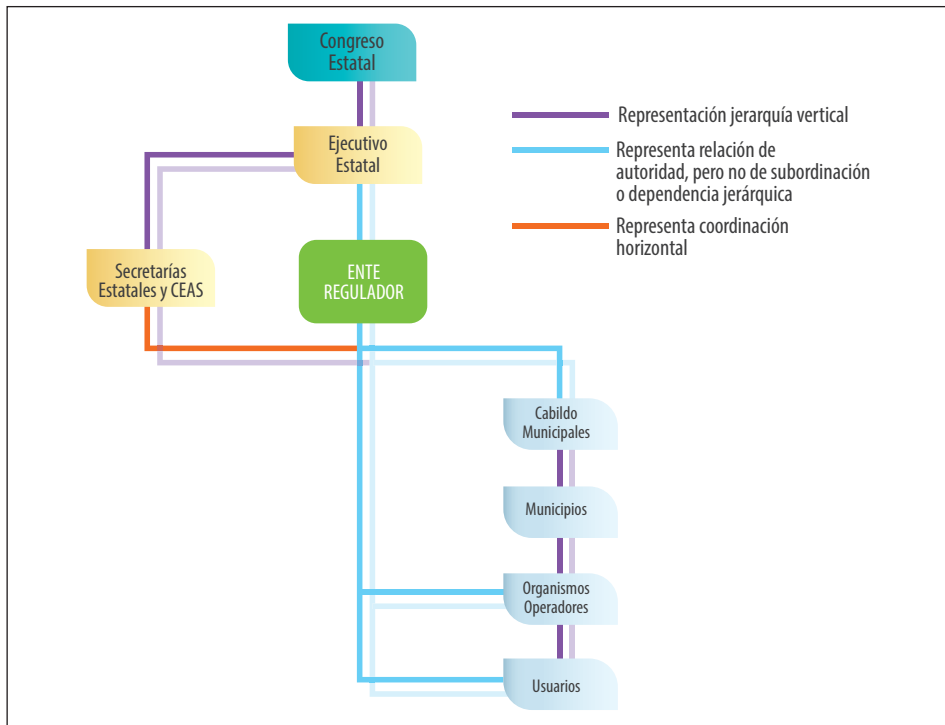 Congreso
Estatal
Representación jerarquía vertical
Ejecutivo
Estatal
Representa relación de
autoridad, pero no de subordinación
o dependencia jerárquica
Representa coordinación
horizontal
Secretarías
Estatales y CEAS
ENTE
REGULADOR
Cabildo
Municipales
Municipios
Organismos
Operadores
Usuarios